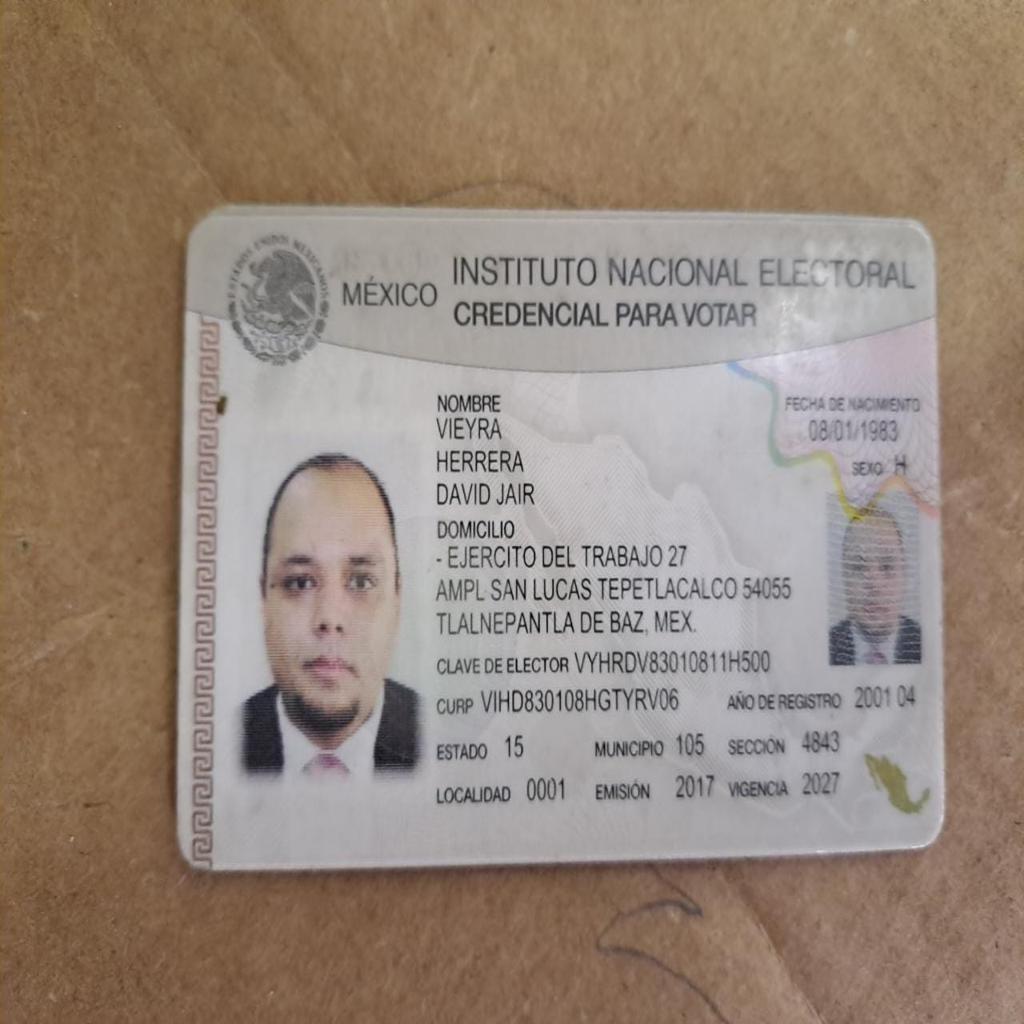 ESTADOS UNIDOS MEXICANOS
MÉXICO
INSTITUTO NACIONAL ELECTORAL
CREDENCIAL PARA VOTAR
NOMBRE
VIEYRA
HERRERA
DAVID JAIR
FECHA DE NACIMIENTO
08/01/1983
SEXO H
DOMICILIO
- EJERCITO DEL TRABAJO 27
AMPL SAN LUCAS TEPETLACALCO 54055
TLALNEPANTLA DE BAZ, MEX.
CLAVE DE ELECTOR VYHRDV83010811H500
CURP VIHD830108HGTYRV06 AÑO DE REGISTRO 2001 04
ESTADO 15 MUNICIPIO 105 SECCIÓN 4843
LOCALIDAD 0001 EMISIÓN 2017 VIGENCIA 2027